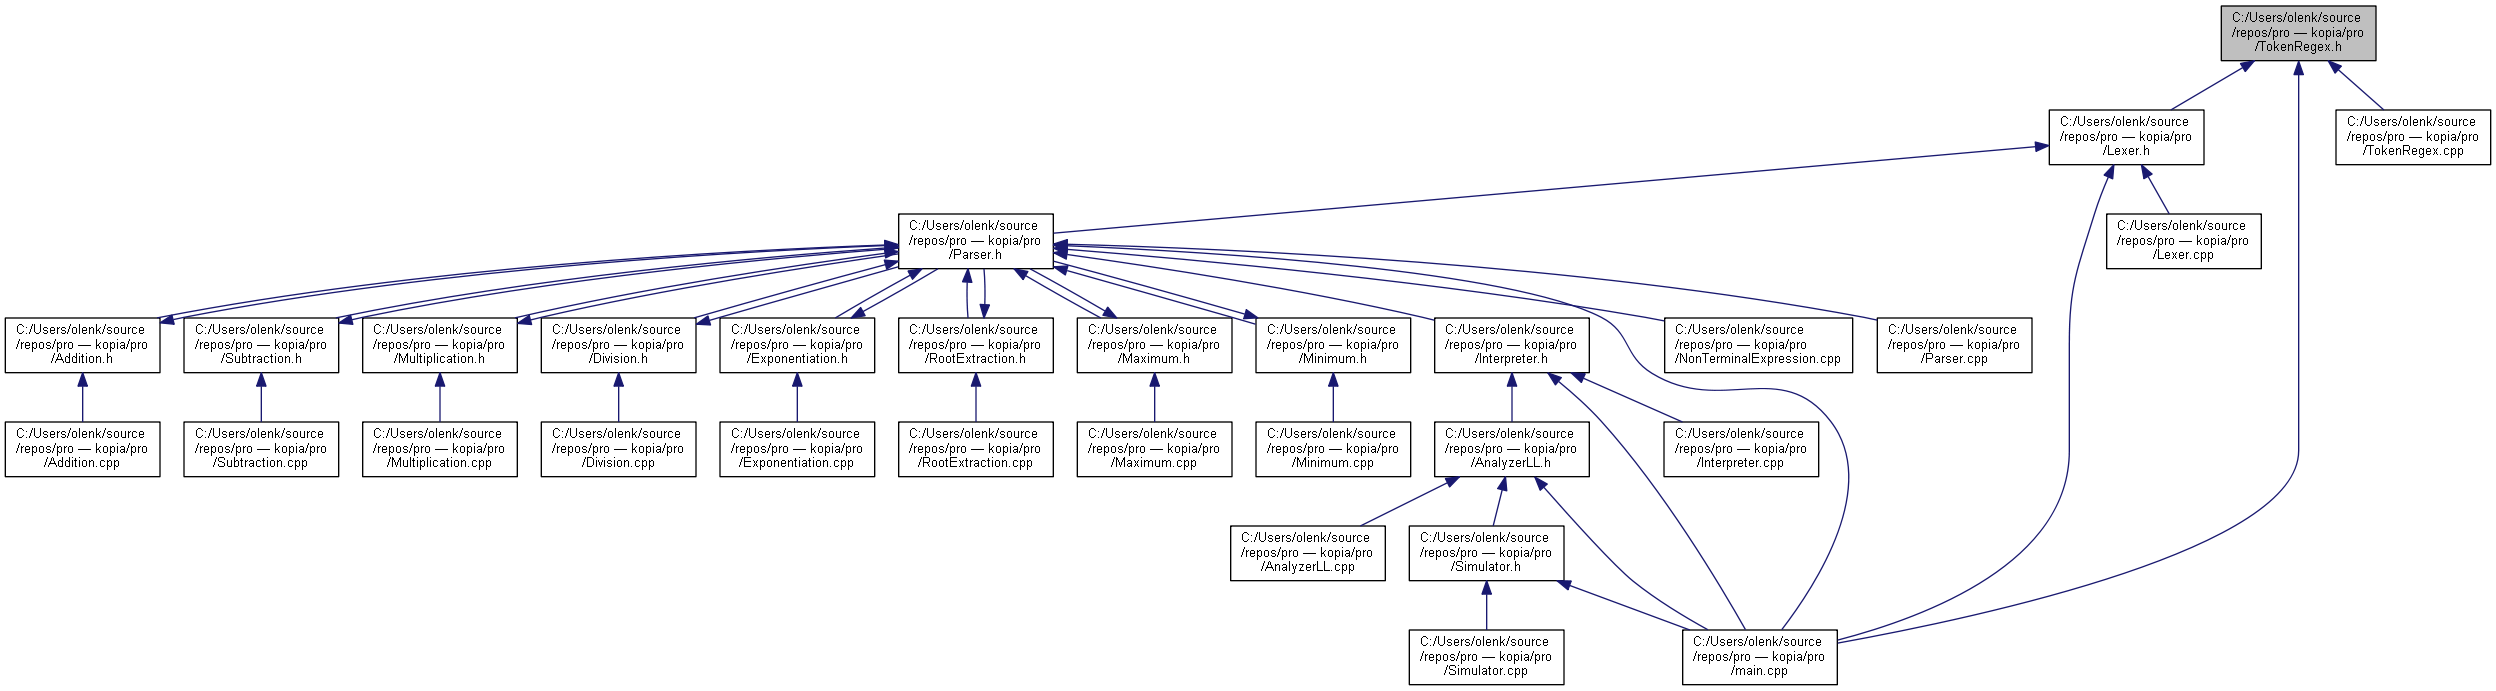 C:/Users/olenk/source
/repos/pro — kopia/pro
/TokenRegex.h
C:/Users/olenk/source
/repos/pro — kopia/pro
/Lexer.h
C:/Users/olenk/source
/repos/pro — kopia/pro
/TokenRegex.cpp
C:/Users/olenk/source
/repos/pro — kopia/pro
/Parser.h
C:/Users/olenk/source
/repos/pro — kopia/pro
/Lexer.cpp
C:/Users/olenk/source
/repos/pro — kopia/pro
/Addition.h
C:/Users/olenk/source
/repos/pro — kopia/pro
/Subtraction.h
C:/Users/olenk/source
/repos/pro — kopia/pro
/Multiplication.h
C:/Users/olenk/source
/repos/pro — kopia/pro
/Division.h
C:/Users/olenk/source
/repos/pro — kopia/pro
/Exponentiation.h
C:/Users/olenk/source
/repos/pro — kopia/pro
/RootExtraction.h
C:/Users/olenk/source
/repos/pro — kopia/pro
/Maximum.h
C:/Users/olenk/source
/repos/pro — kopia/pro
/Minimum.h
C:/Users/olenk/source
/repos/pro — kopia/pro
/Interpreter.h
C:/Users/olenk/source
/repos/pro — kopia/pro
/NonTerminalExpression.cpp
C:/Users/olenk/source
/repos/pro — kopia/pro
/Parser.cpp
C:/Users/olenk/source
/repos/pro — kopia/pro
/Addition.cpp
C:/Users/olenk/source
/repos/pro — kopia/pro
/Subtraction.cpp
C:/Users/olenk/source
/repos/pro — kopia/pro
/Multiplication.cpp
C:/Users/olenk/source
/repos/pro — kopia/pro
/Division.cpp
C:/Users/olenk/source
/repos/pro — kopia/pro
/Exponentiation.cpp
C:/Users/olenk/source
/repos/pro — kopia/pro
/RootExtraction.cpp
C:/Users/olenk/source
/repos/pro — kopia/pro
/Maximum.cpp
C:/Users/olenk/source
/repos/pro — kopia/pro
/Minimum.cpp
C:/Users/olenk/source
/repos/pro — kopia/pro
/AnalyzerLL.h
C:/Users/olenk/source
/repos/pro — kopia/pro
/Interpreter.cpp
C:/Users/olenk/source
/repos/pro — kopia/pro
/AnalyzerLL.cpp
C:/Users/olenk/source
/repos/pro — kopia/pro
/Simulator.h
C:/Users/olenk/source
/repos/pro — kopia/pro
/Simulator.cpp
C:/Users/olenk/source
/repos/pro — kopia/pro
/main.cpp